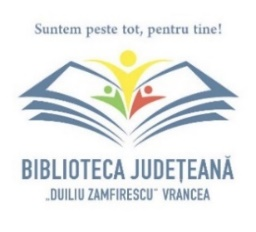 Suntem peste tot, pentru tine!
BIBLIOTECA JUDEȚEANĂ
„DUILIU ZAMFIRESCU" VRANCEA